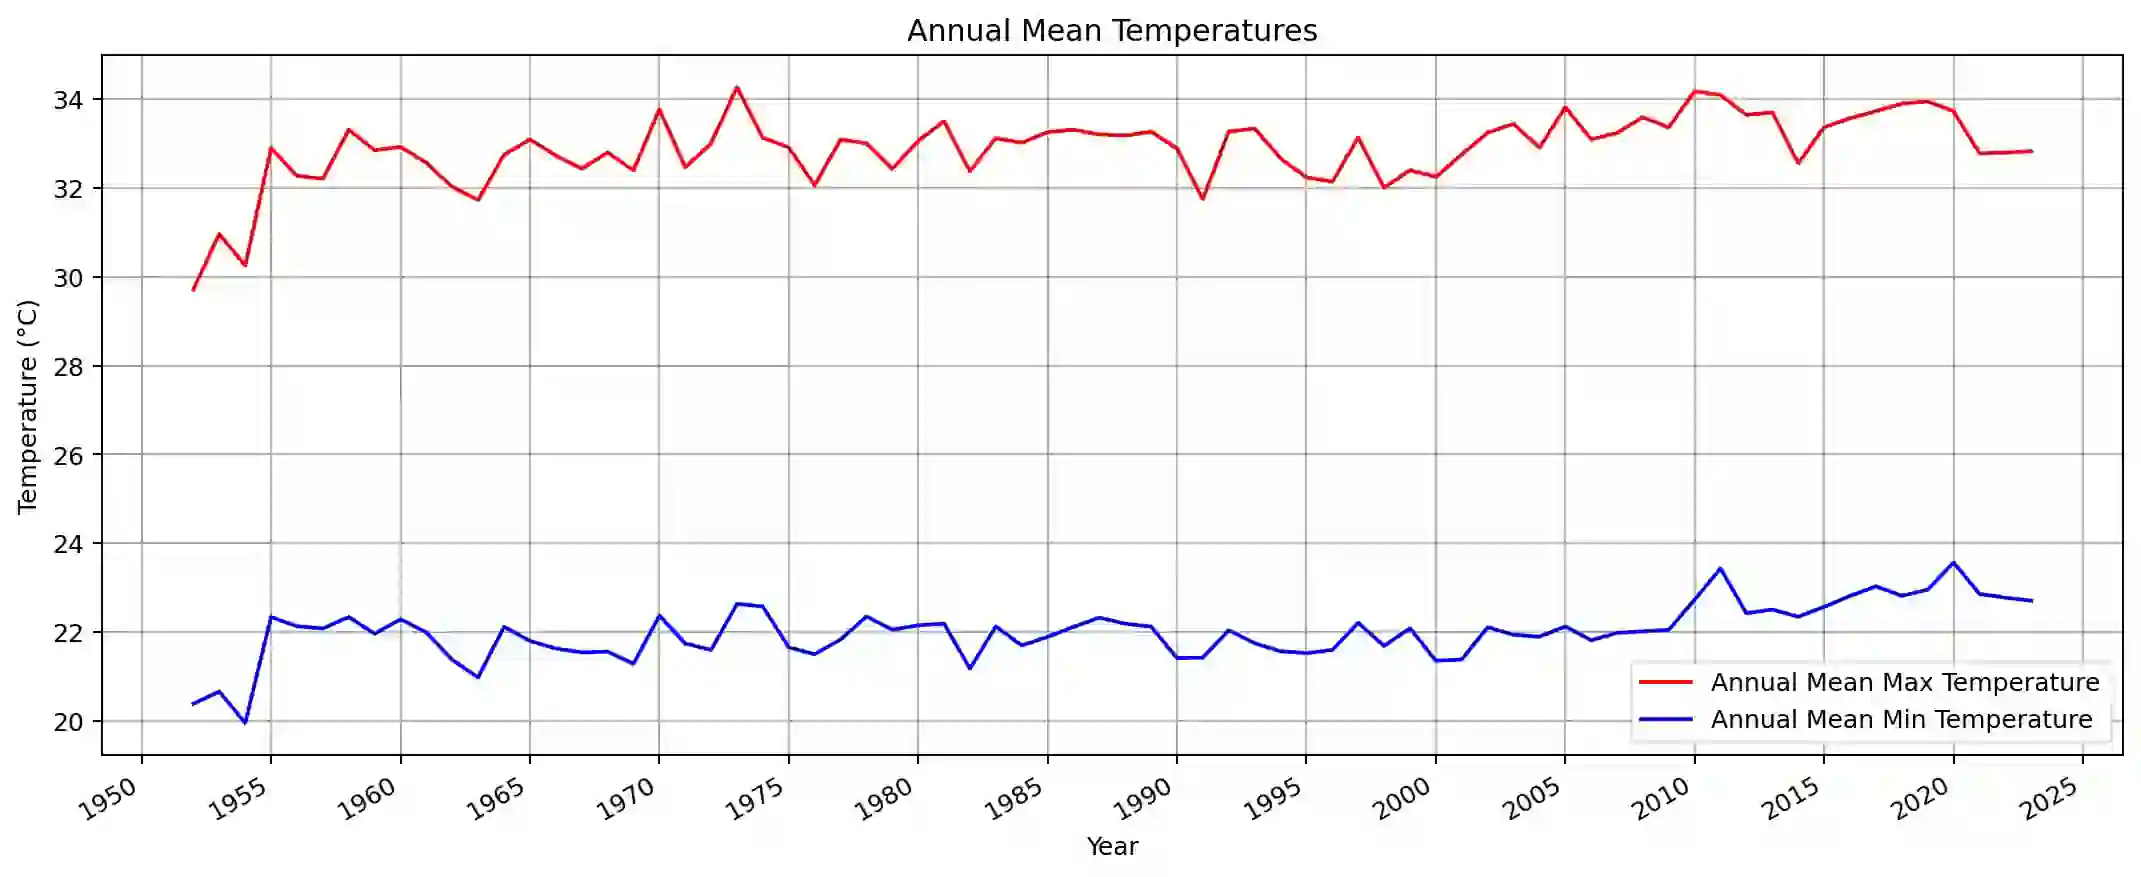 Annual Mean Temperatures
Temperature (°C)
34
32
30
28
26
24
22
20
Annual Mean Max Temperature
Annual Mean Min Temperature
1950 1955 1960 1965 1970 1975 1980 1985 1990 1995 2000 2005 2010 2015 2020 2025
Year